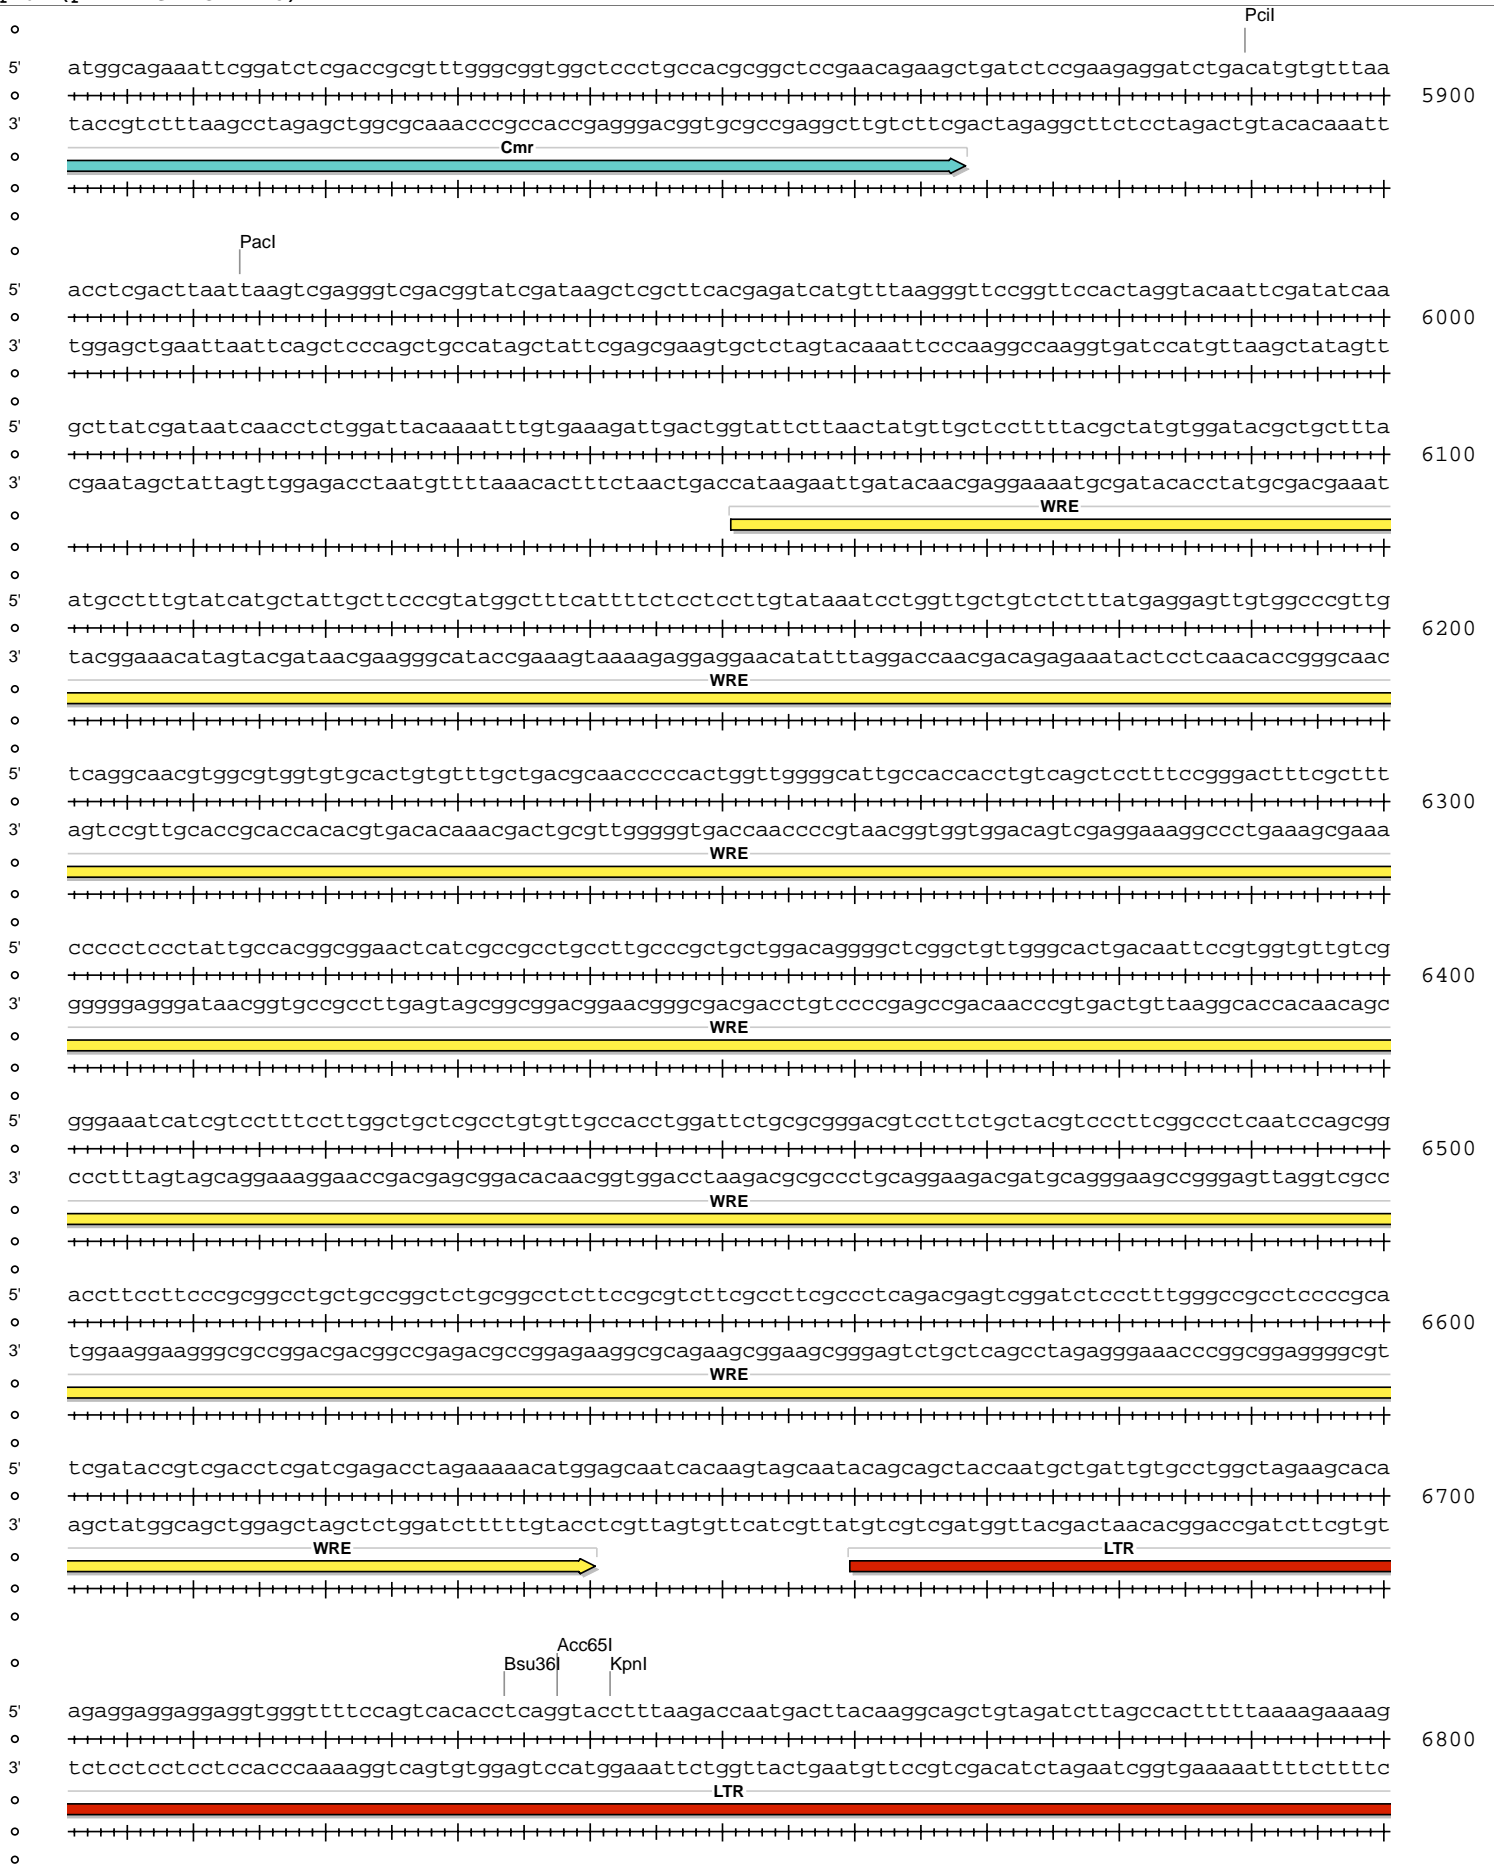 PciI
5' atggcagaaattcggatctcgaccgcgtttgggcggtggctccctgccacgcggctccgaacagaagctgatctccgaagaggatctgacatgtgtttaa
5900
3' taccgtctttaagcctagagctggcgcaaacccgccaccgagggacggtgcgccgaggcttgtcttcgactagaggcttctcctagactgtacacaaatt
Cmr
PacI
5' acctcgacttaattaagtcgagggtcgacggtatcgataagctcgcttcacgagatcatgtttaagggttccggttccactaggtacaattcgatatcaa
6000
3' tggagctgaattaattcagctcccagctgccatagctattcgagcgaagtgctctagtacaaattcccaaggccaaggtgatccatgttaagctatagtt
5' gcttatcgataatcaacctctggattacaaaatttgtgaaagattgactggtattcttaactatgttgctccttttacgctatgtggatacgctgcttta
6100
3' cgaatagctattagttggagacctaatgttttaaacactttctaactgaccataagaattgatacaacgaggaaaatgcgatacacctatgcgacgaaat
WRE
5' atgcctttgtatcatgctattgcttcccgtatggctttcattttctcctccttgtataaatcctggttgctgtctctttatgaggagttgtggcccgttg
6200
3' tacggaaacatagtacgataacgaagggcataccgaaagtaaaagaggaggaacatatttaggaccaacgacagagaaatactcctcaacaccgggcaac
WRE
5' tcaggcaacgtggcgtggtgtgcactgtgtttgctgacgcaacccccactggttggggcattgccaccacctgtcagctcctttccgggactttcgcttt
6300
3' agtccgttgcaccgcaccacacgtgacacaaacgactgcgttgggggtgaccaaccccgtaacggtggtggacagtcgaggaaaggccctgaaagcgaaa
WRE
5' ccccctccctattgccacggcggaactcatcgccgcctgccttgcccgctgctggacaggggctcggctgttgggcactgacaattccgtggtgttgtcg
6400
3' gggggagggataacggtgccgccttgagtagcggcggacggaacgggcgacgacctgtccccgagccgacaacccgtgactgttaaggcaccacaacagc
WRE
5' gggaaatcatcgtcctttccttggctgctcgcctgtgttgccacctggattctgcgcgggacgtccttctgctacgtcccttcggccctcaatccagcgg
6500
3' ccctttagtagcaggaaaggaaccgacgagcggacacaacggtggacctaagacgcgccctgcaggaagacgatgcagggaagccgggagttaggtcgcc
WRE
5' accttccttcccgcggcctgctgccggctctgcggcctcttccgcgtcttcgccttcgccctcagacgagtcggatctccctttgggccgcctccccgca
6600
3' tggaaggaagggcgccggacgacggccgagacgccggagaaggcgcagaagcggaagcgggagtctgctcagcctagagggaaacccggcggaggggcgt
WRE
5' tcgataccgtcgacctcgatcgagacctagaaaaacatggagcaatcacaagtagcaatacagcagctaccaatgctgattgtgcctggctagaagcaca
6700
3' agctatggcagctggagctagctctggatctttttgtacctcgttagtgttcatcgttatgtcgtcgatggttacgactaacacggaccgatcttcgtgt
WRE LTR
Acc65I
Bsu36I KpnI
5' agaggaggaggaggtgggttttccagtcacacctcaggtacctttaagaccaatgacttacaaggcagctgtagatcttagccactttttaaaagaaaag
6800
3' tctcctcctcctccacccaaaaggtcagtgtggagtccatggaaattctggttactgaatgttccgtcgacatctagaatcggtgaaaaattttcttttc
LTR